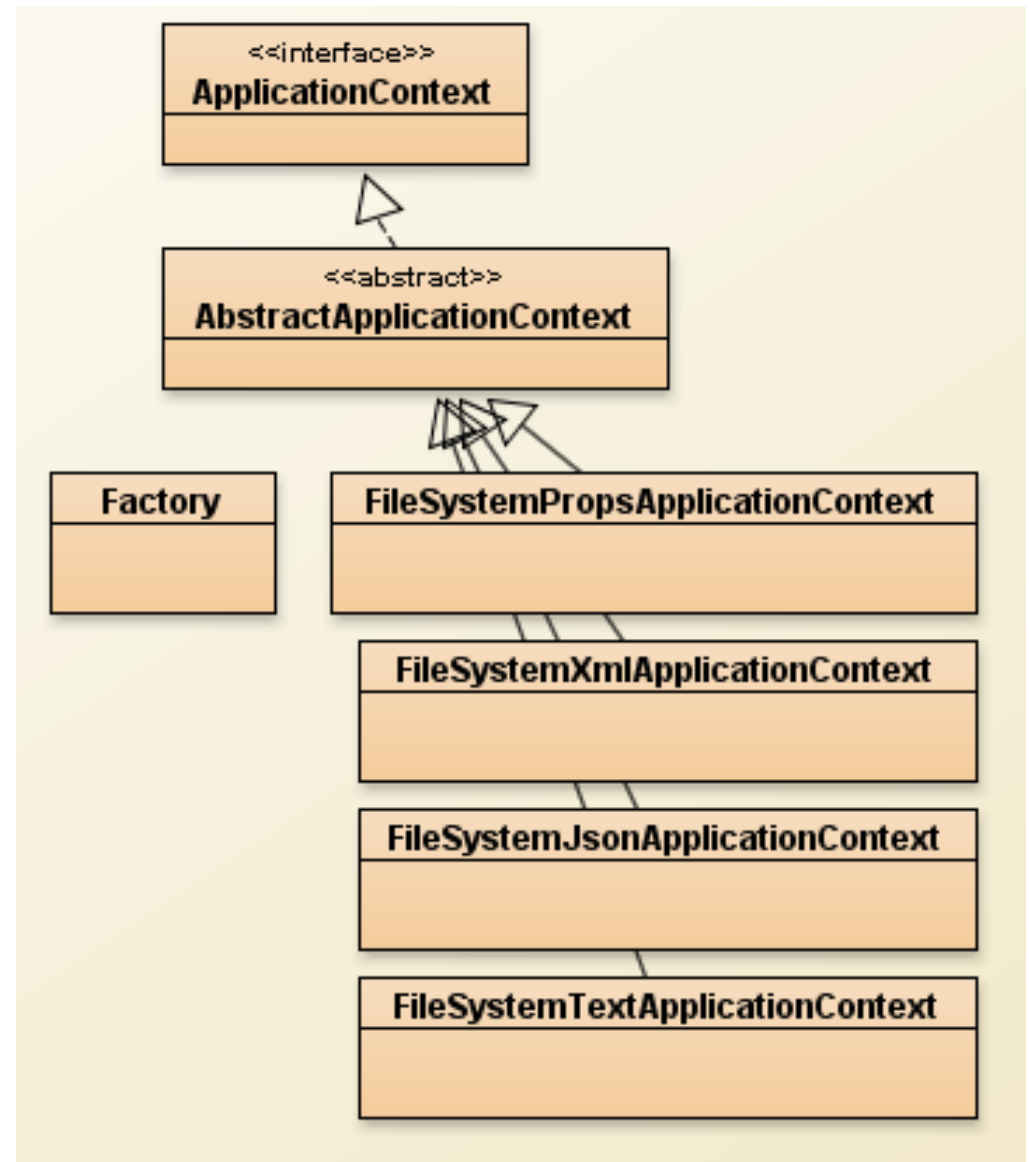 <<interface>>
ApplicationContext
<<abstract>>
AbstractApplicationContext
Factory
FileSystemPropsApplicationContext
FileSystemXmlApplicationContext
FileSystemJsonApplicationContext
FileSystemTextApplicationContext